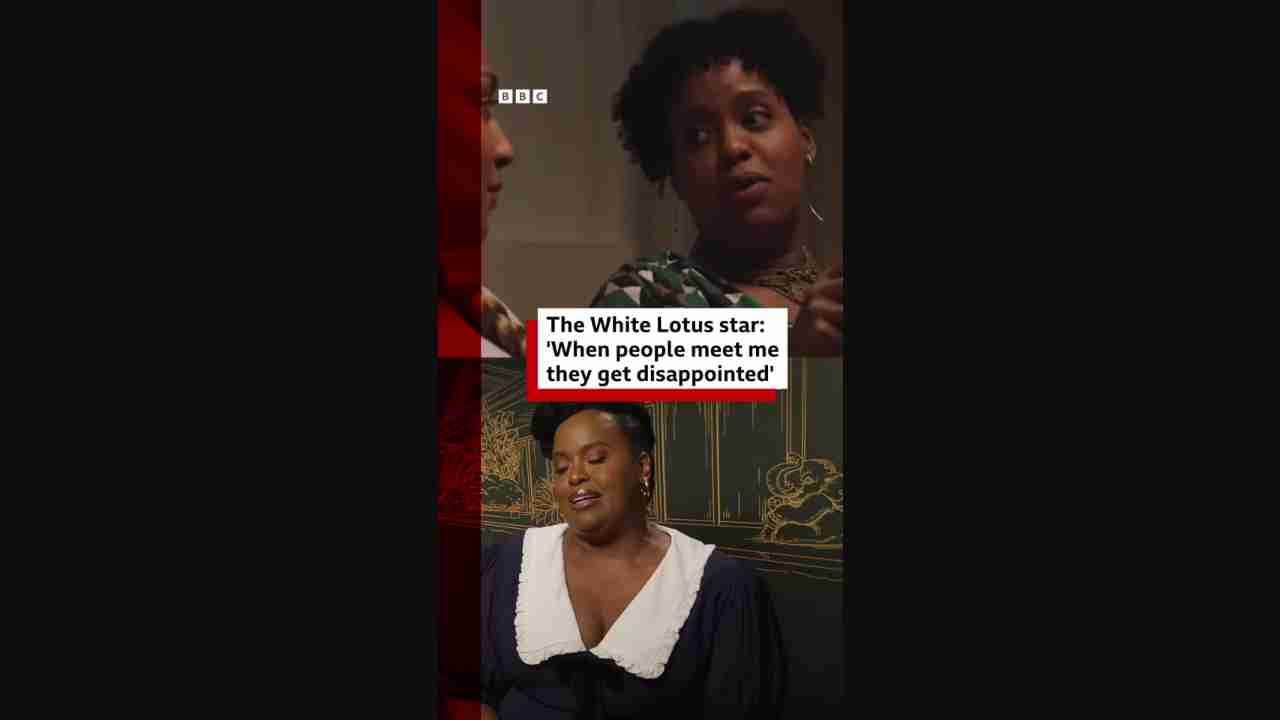 BBC
The White Lotus star:
'When people meet me
they get disappointed'